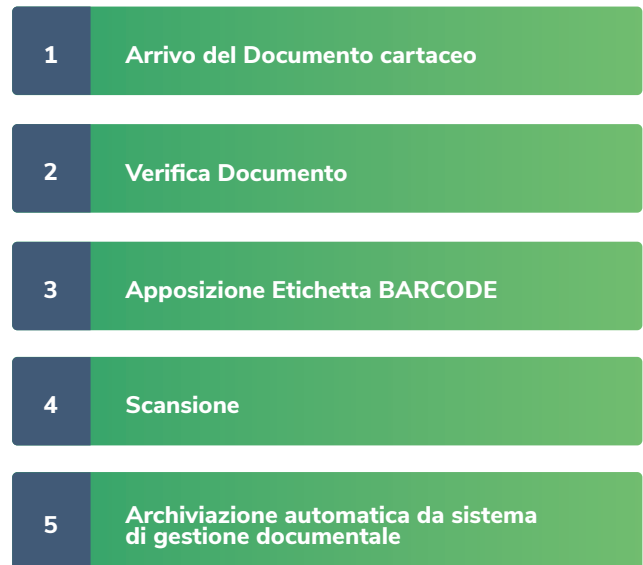 1 Arrivo del Documento cartaceo
2 Verifica Documento
3 Apposizione Etichetta BARCODE
4 Scansione
5 Archiviazione automatica da sistema
di gestione documentale